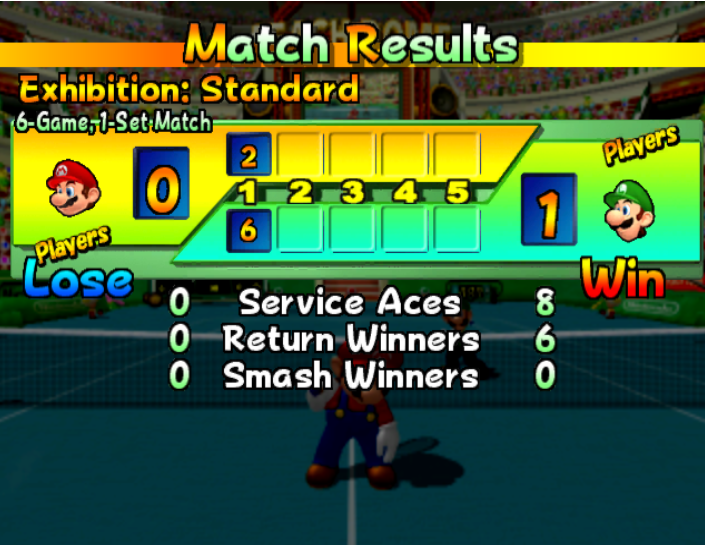 Match Results
Exhibition: Standard
6-Game, 1-Set Match
Players
0 2
1 2 3 4 5
6 1
Players
Lose Win
0 Service Aces 8
0 Return Winners 6
0 Smash Winners 0